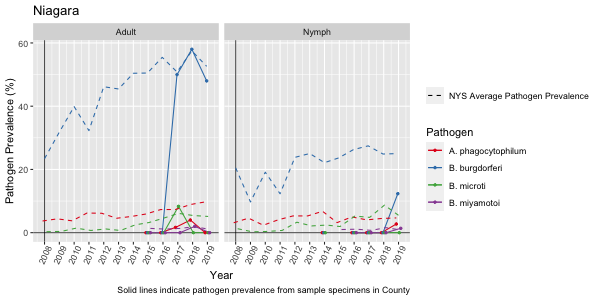 Niagara
Adult
Nymph
Pathogen Prevalence (%)
60
40
20
0
2008
2009
2010
2011
2012
2013
2014
2015
2016
2017
2018
2019
2008
2009
2010
2011
2012
2013
2014
2015
2016
2017
2018
2019
Year
NYS Average Pathogen Prevalence
Pathogen
A. phagocytophilum
B. burgdorferi
B. microti
B. miyamotoi
Solid lines indicate pathogen prevalence from sample specimens in County